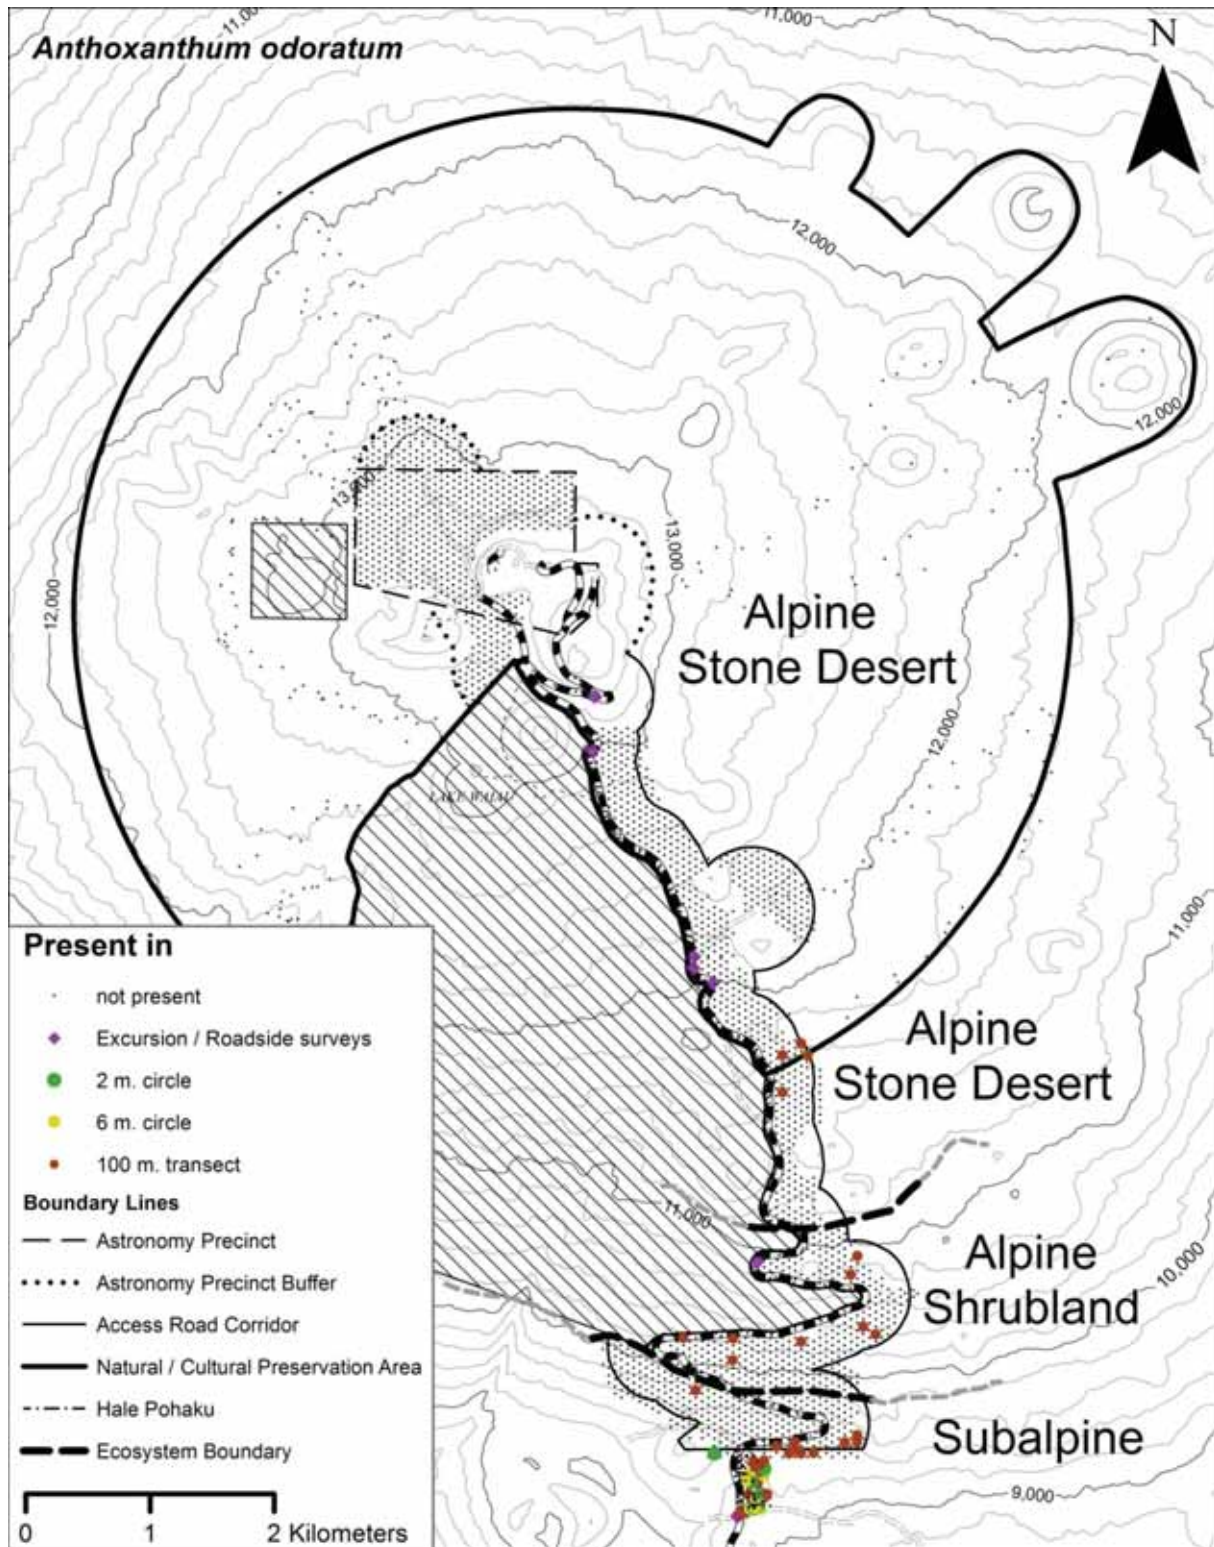 11,000
11,000
Anthoxanthum odoratum
N
12,000
12,000
13,000
13,000
12,000
Alpine
Stone Desert
12,000
LAKE WAIAU
11,000
Present in
not present
Excursion / Roadside surveys
2 m. circle
6 m. circle
100 m. transect
Boundary Lines
Astronomy Precinct
Astronomy Precinct Buffer
Access Road Corridor
Natural / Cultural Preservation Area
Hale Pohaku
Ecosystem Boundary
0 1 2 Kilometers
Alpine
Stone Desert
11,000
Alpine
Shrubland
10,000
Subalpine
9,000